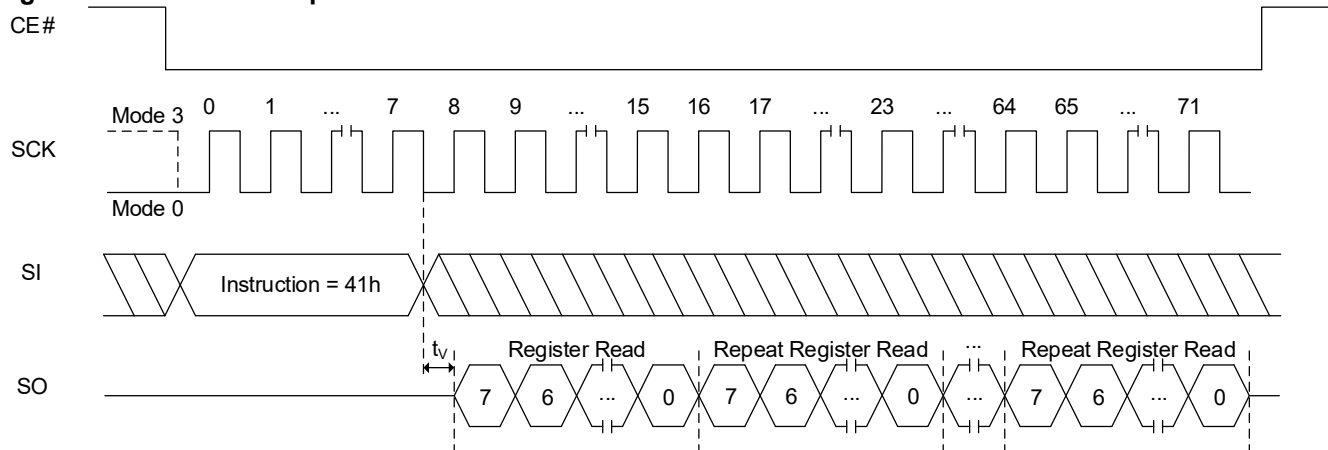 CE#
Mode 3
0 1 ... 7 8 9 ... 15 16 17 ... 23 ... 64 65 ... 71
SCK
Mode 0
SI
Instruction = 41h
tV
Register Read
Repeat Register Read
...
Repeat Register Read
SO
7 6 ... 0 7 6 ... 0 ... 7 6 ... 0